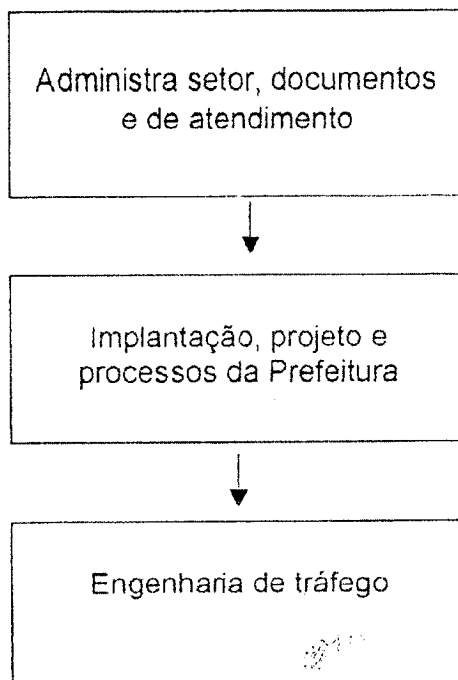 Administra setor, documentos
e de atendimento
Implantação, projeto e
processos da Prefeitura
Engenharia de tráfego